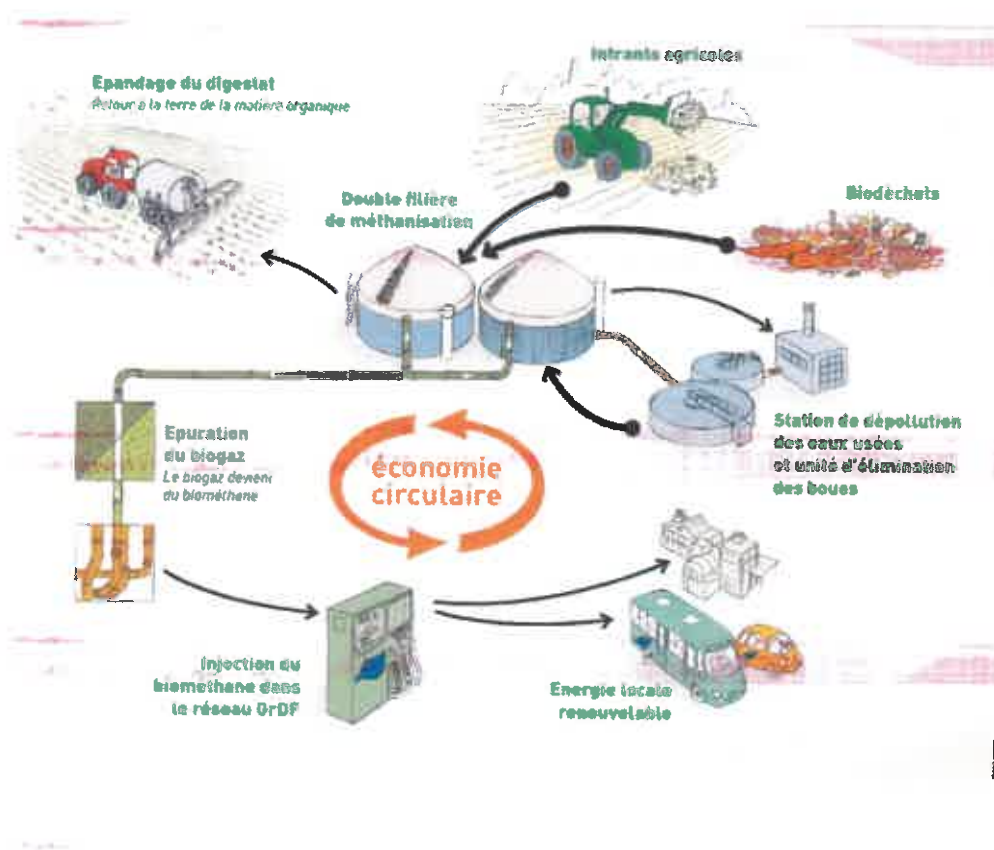 Intrants agricoles
Epandage du digestat
Retour à la terre de la matière organique
Double filière
de méthanisation
Biodèchets
Station de dépollution
des eaux usées
et unité d'élimination
des boues
Epuration
du biogaz
Le biogaz devient
du biométhane
économie
circulaire
Injection du
biomethane dans
le réseau GrDF
Energie locale
renouvelable